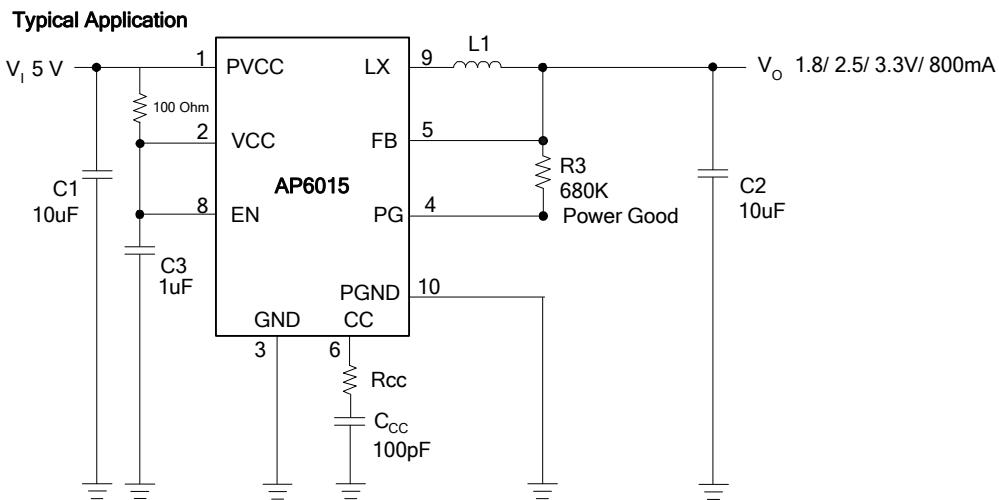 Typical Application
V_I 5 V
1 PVCC
LX 9
L1
V_O 1.8/ 2.5/ 3.3V/ 800mA
100 Ohm
2 VCC
FB 5
AP6015
R3
680K
C1
10uF
C2
10uF
8 EN
PG 4
Power Good
C3
1uF
PGND 10
GND
CC
3
6
Rcc
C_CC
100pF